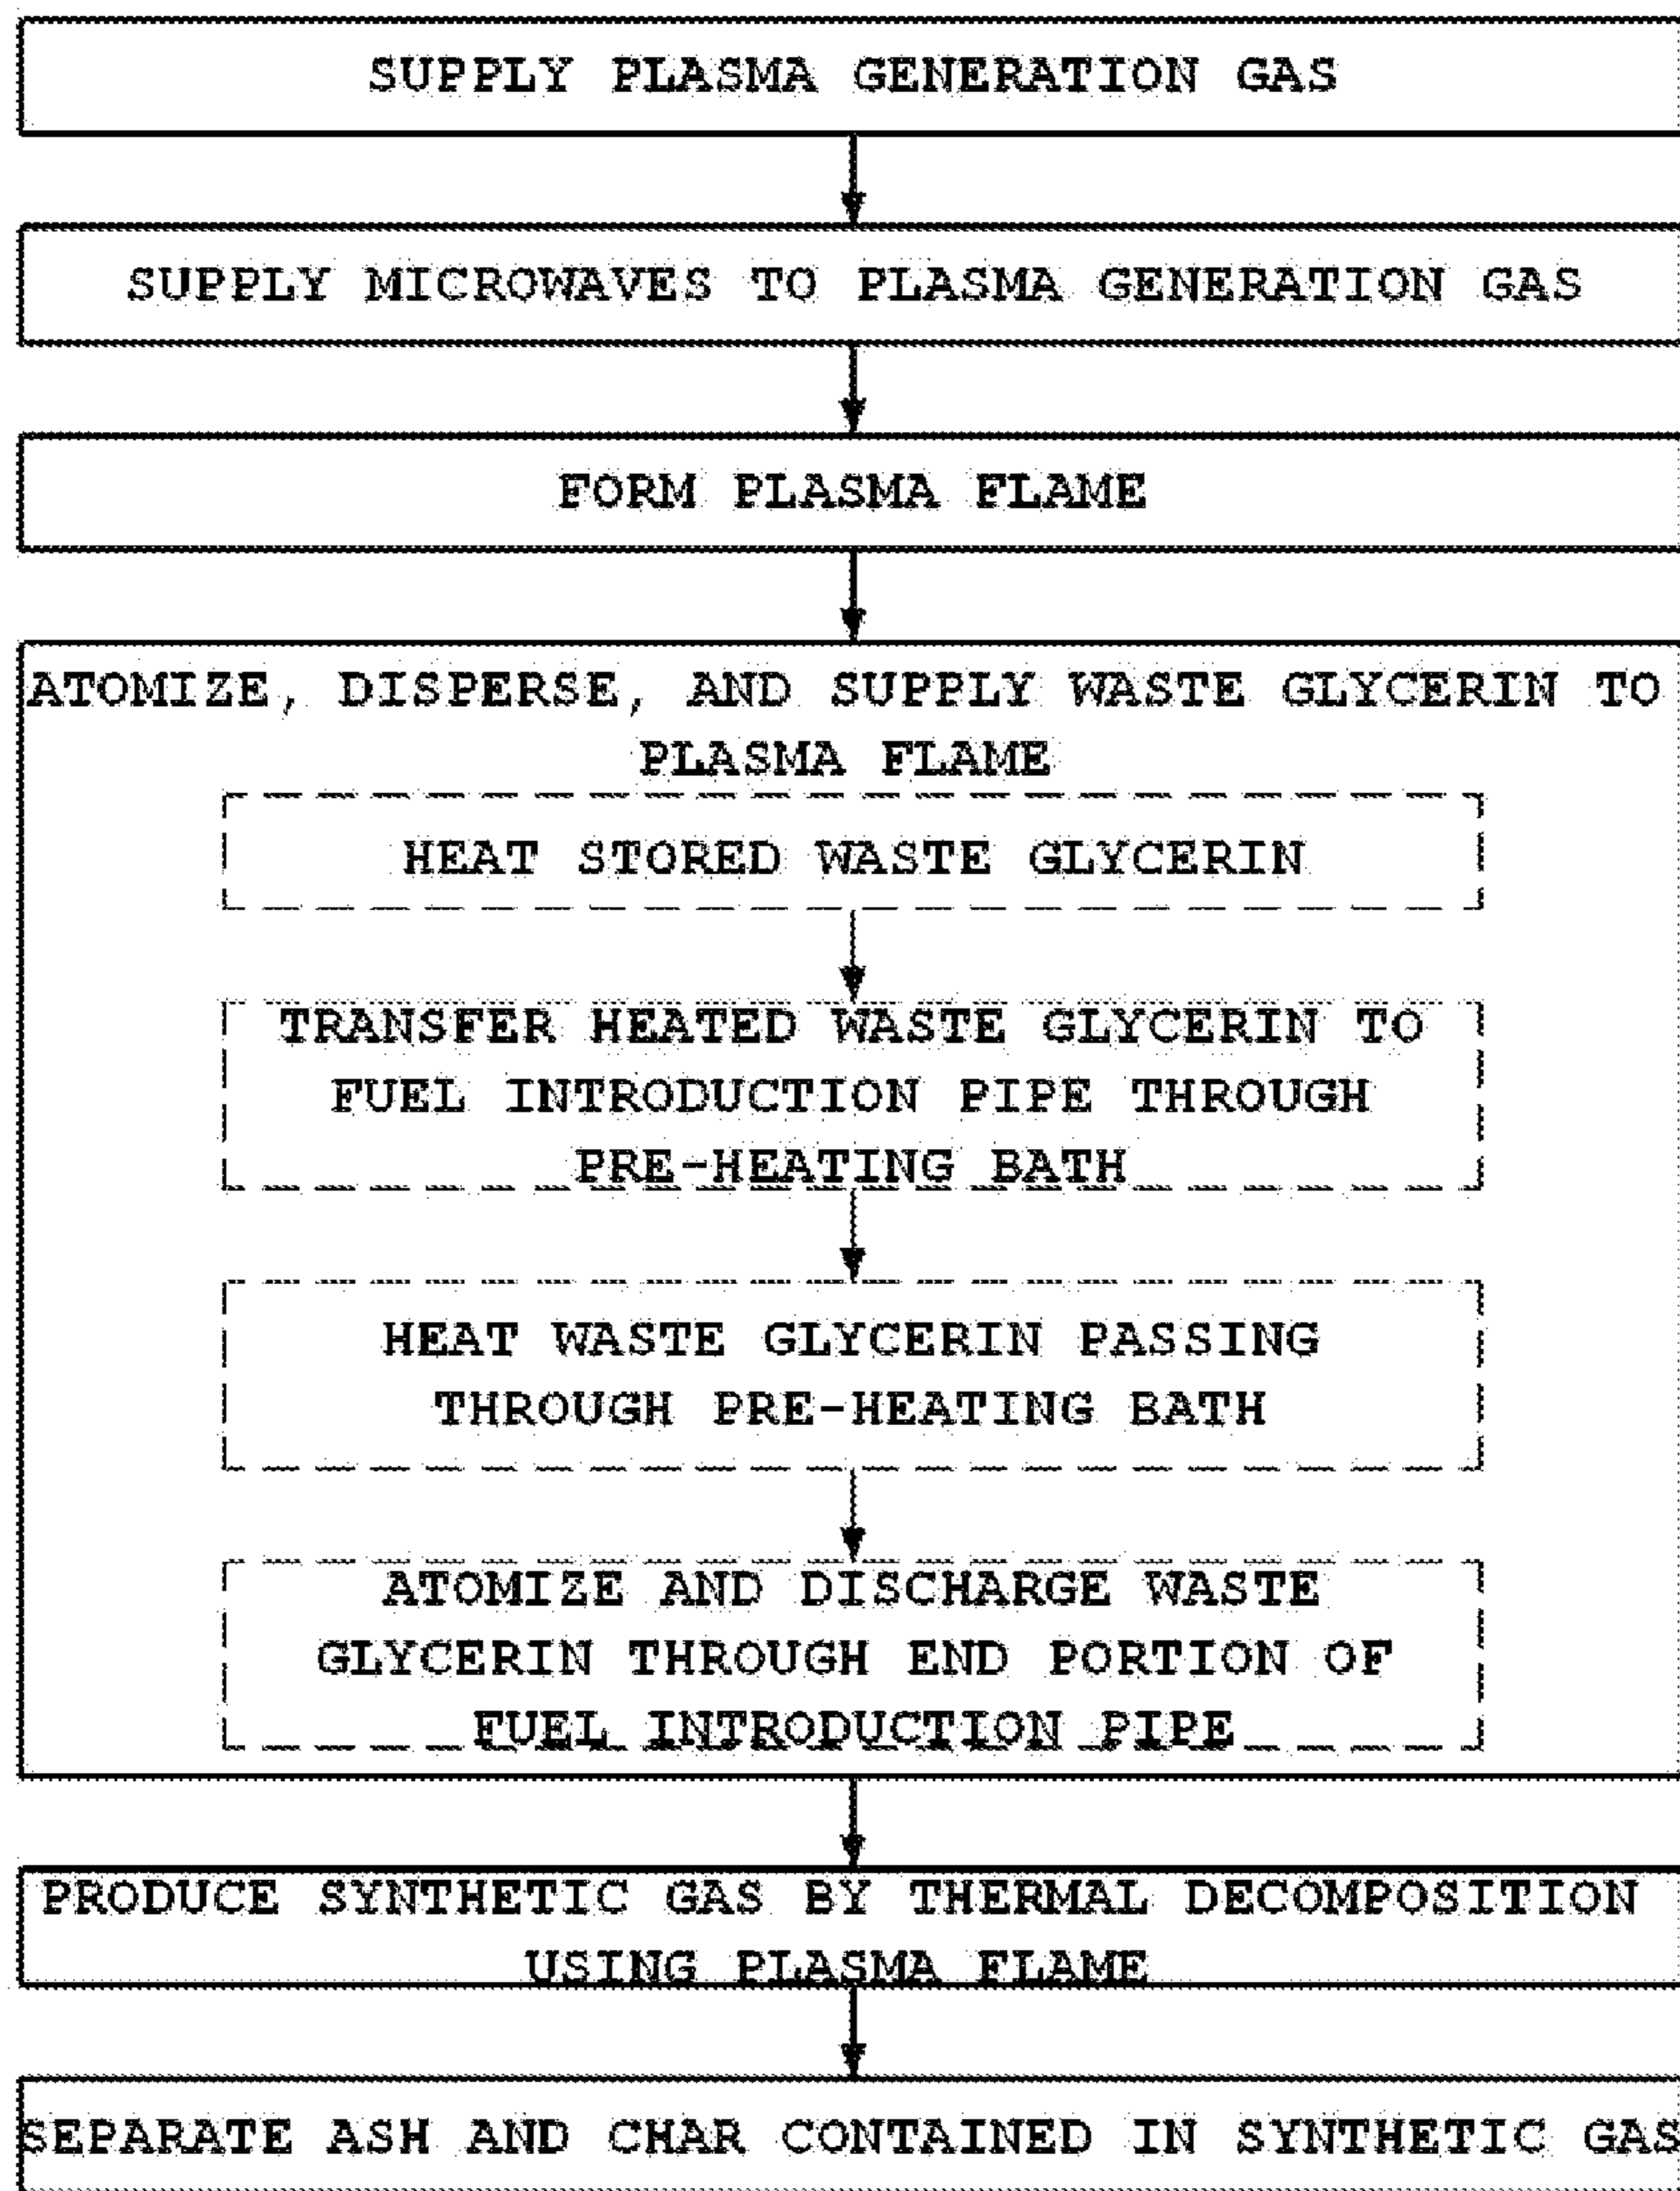 SUPPLY PLASMA GENERATION GAS
SUPPLY MICROWAVES TO PLASMA GENERATION GAS
FORM PLASMA FLAME
ATOMIZE, DISPERSE, AND SUPPLY WASTE GLYCERIN TO
PLASMA FLAME
HEAT STORED WASTE GLYCERIN
TRANSFER HEATED WASTE GLYCERIN TO
FUEL INTRODUCTION PIPE THROUGH
PRE-HEATING BATH
HEAT WASTE GLYCERIN PASSING
THROUGH PRE-HEATING BATH
ATOMIZE AND DISCHARGE WASTE
GLYCERIN THROUGH END PORTION OF
FUEL INTRODUCTION PIPE
PRODUCE SYNTHETIC GAS BY THERMAL DECOMPOSITION
USING PLASMA FLAME
SEPARATE ASH AND CHAR CONTAINED IN SYNTHETIC GAS